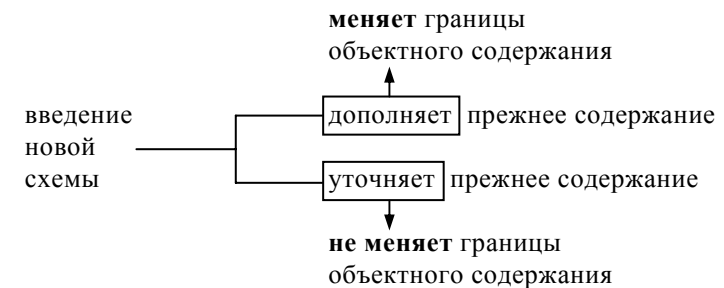 меняет границы
объектного содержания
введение
новой
схемы
дополняет прежнее содержание
уточняет прежнее содержание
не меняет границы
объектного содержания